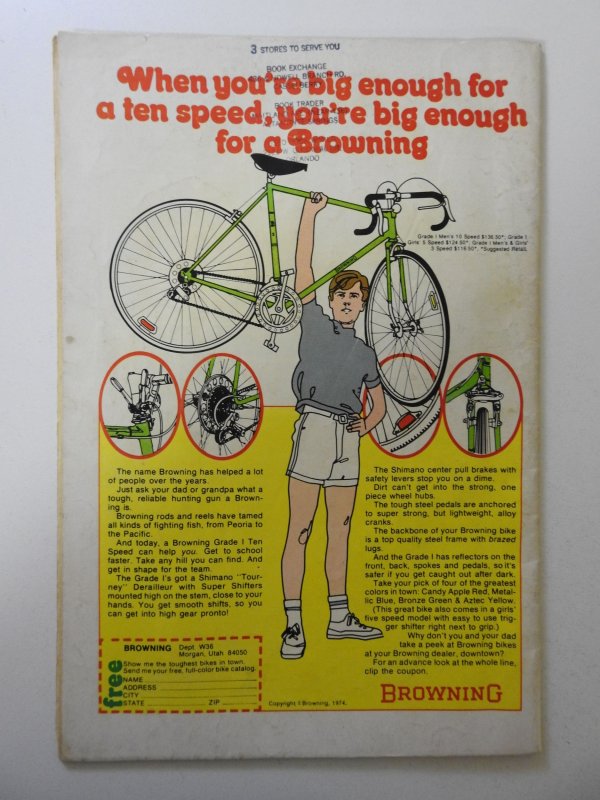 3 STORES TO SERVE YOU
BOOK EXCHANGE
When you're big enough for
BOOK TRADER
a ten speed, you're big enough
for a Browning
ORLANDO
Grade I Men's 10 Speed $136.50*; Grade I
Girls' 5 Speed $124.50*; Grade I Men's & Girls'
3 Speed $116.50*. *Suggested Retail.
The name Browning has helped a lot
of people over the years.
Just ask your dad or grandpa what a
tough, reliable hunting gun a Brown-
ing is.
Browning rods and reels have tamed
all kinds of fighting fish, from Peoria to
the Pacific.
And today, a Browning Grade I Ten
Speed can help you. Get to school
faster. Take any hill you can find. And
get in shape for the team.
The Grade I's got a Shimano "Tour-
ney" Derailleur with Super Shifters
mounted high on the stem, close to your
hands. You get smooth shifts, so you
can get into high gear pronto!
The Shimano center pull brakes with
safety levers stop you on a dime.
Dirt can't get into the strong, one
piece wheel hubs.
The tough steel pedals are anchored
to super strong, but lightweight, alloy
cranks.
The backbone of your Browning bike
is a top quality steel frame with brazed
lugs.
And the Grade I has reflectors on the
front, back, spokes and pedals, so it's
safer if you get caught out after dark.
Take your pick of four of the greatest
colors in town: Candy Apple Red, Metal-
lic Blue, Bronze Green & Aztec Yellow.
(This great bike also comes in a girls'
five speed model with easy to use trig-
ger shifter right next to grip.)
Why don't you and your dad
take a peek at Browning bikes
at your Browning dealer, downtown?
For an advance look at the whole line,
clip the coupon.
BROWNING Dept. W36
Morgan, Utah 84050
free
Show me the toughest bikes in town.
Send me your free, full-color bike catalog.
NAME
ADDRESS
CITY
STATE ZIP
Copyright © Browning, 1974.
BROWNING